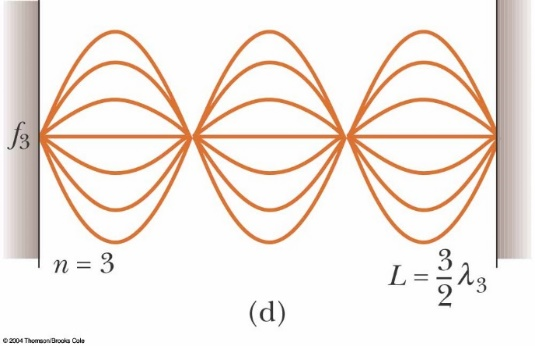 f₃
n = 3
L = 3/2 λ₃
(d)
© 2004 Thomson/Brooks Cole